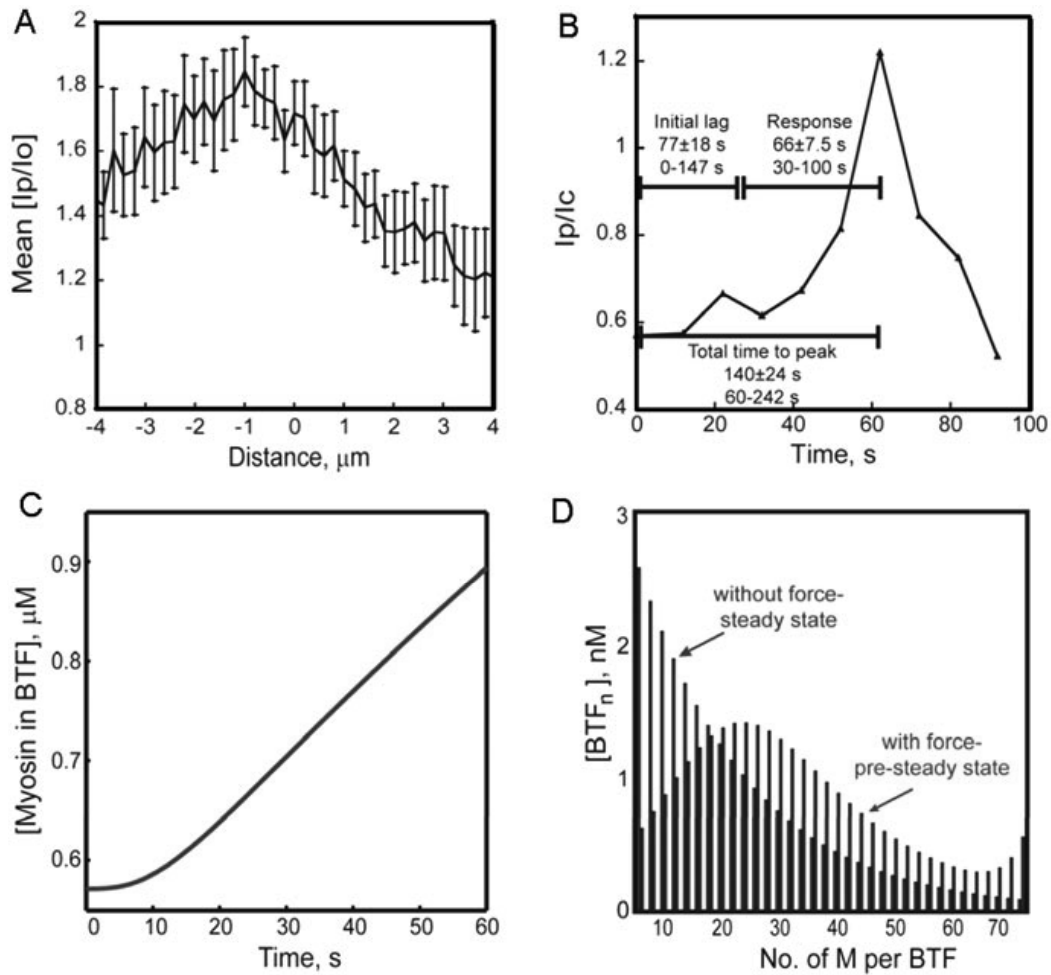 A
Mean [Ip/Io]
2
1.8
1.6
1.4
1.2
1
0.8
-4 -3 -2 -1 0 1 2 3 4
Distance, μm
B
Ip/Ic
1.2
1
0.8
0.6
0.4
Initial lag
77±18 s
0-147 s
Response
66±7.5 s
30-100 s
Total time to peak
140±24 s
60-242 s
0 20 40 60 80 100
Time, s
C
[Myosin in BTF], μM
0.9
0.8
0.7
0.6
0 10 20 30 40 50 60
Time, s
D
[BTFn], nM
3
2
1
0
without force-
steady state
with force-
pre-steady state
10 20 30 40 50 60 70
No. of M per BTF